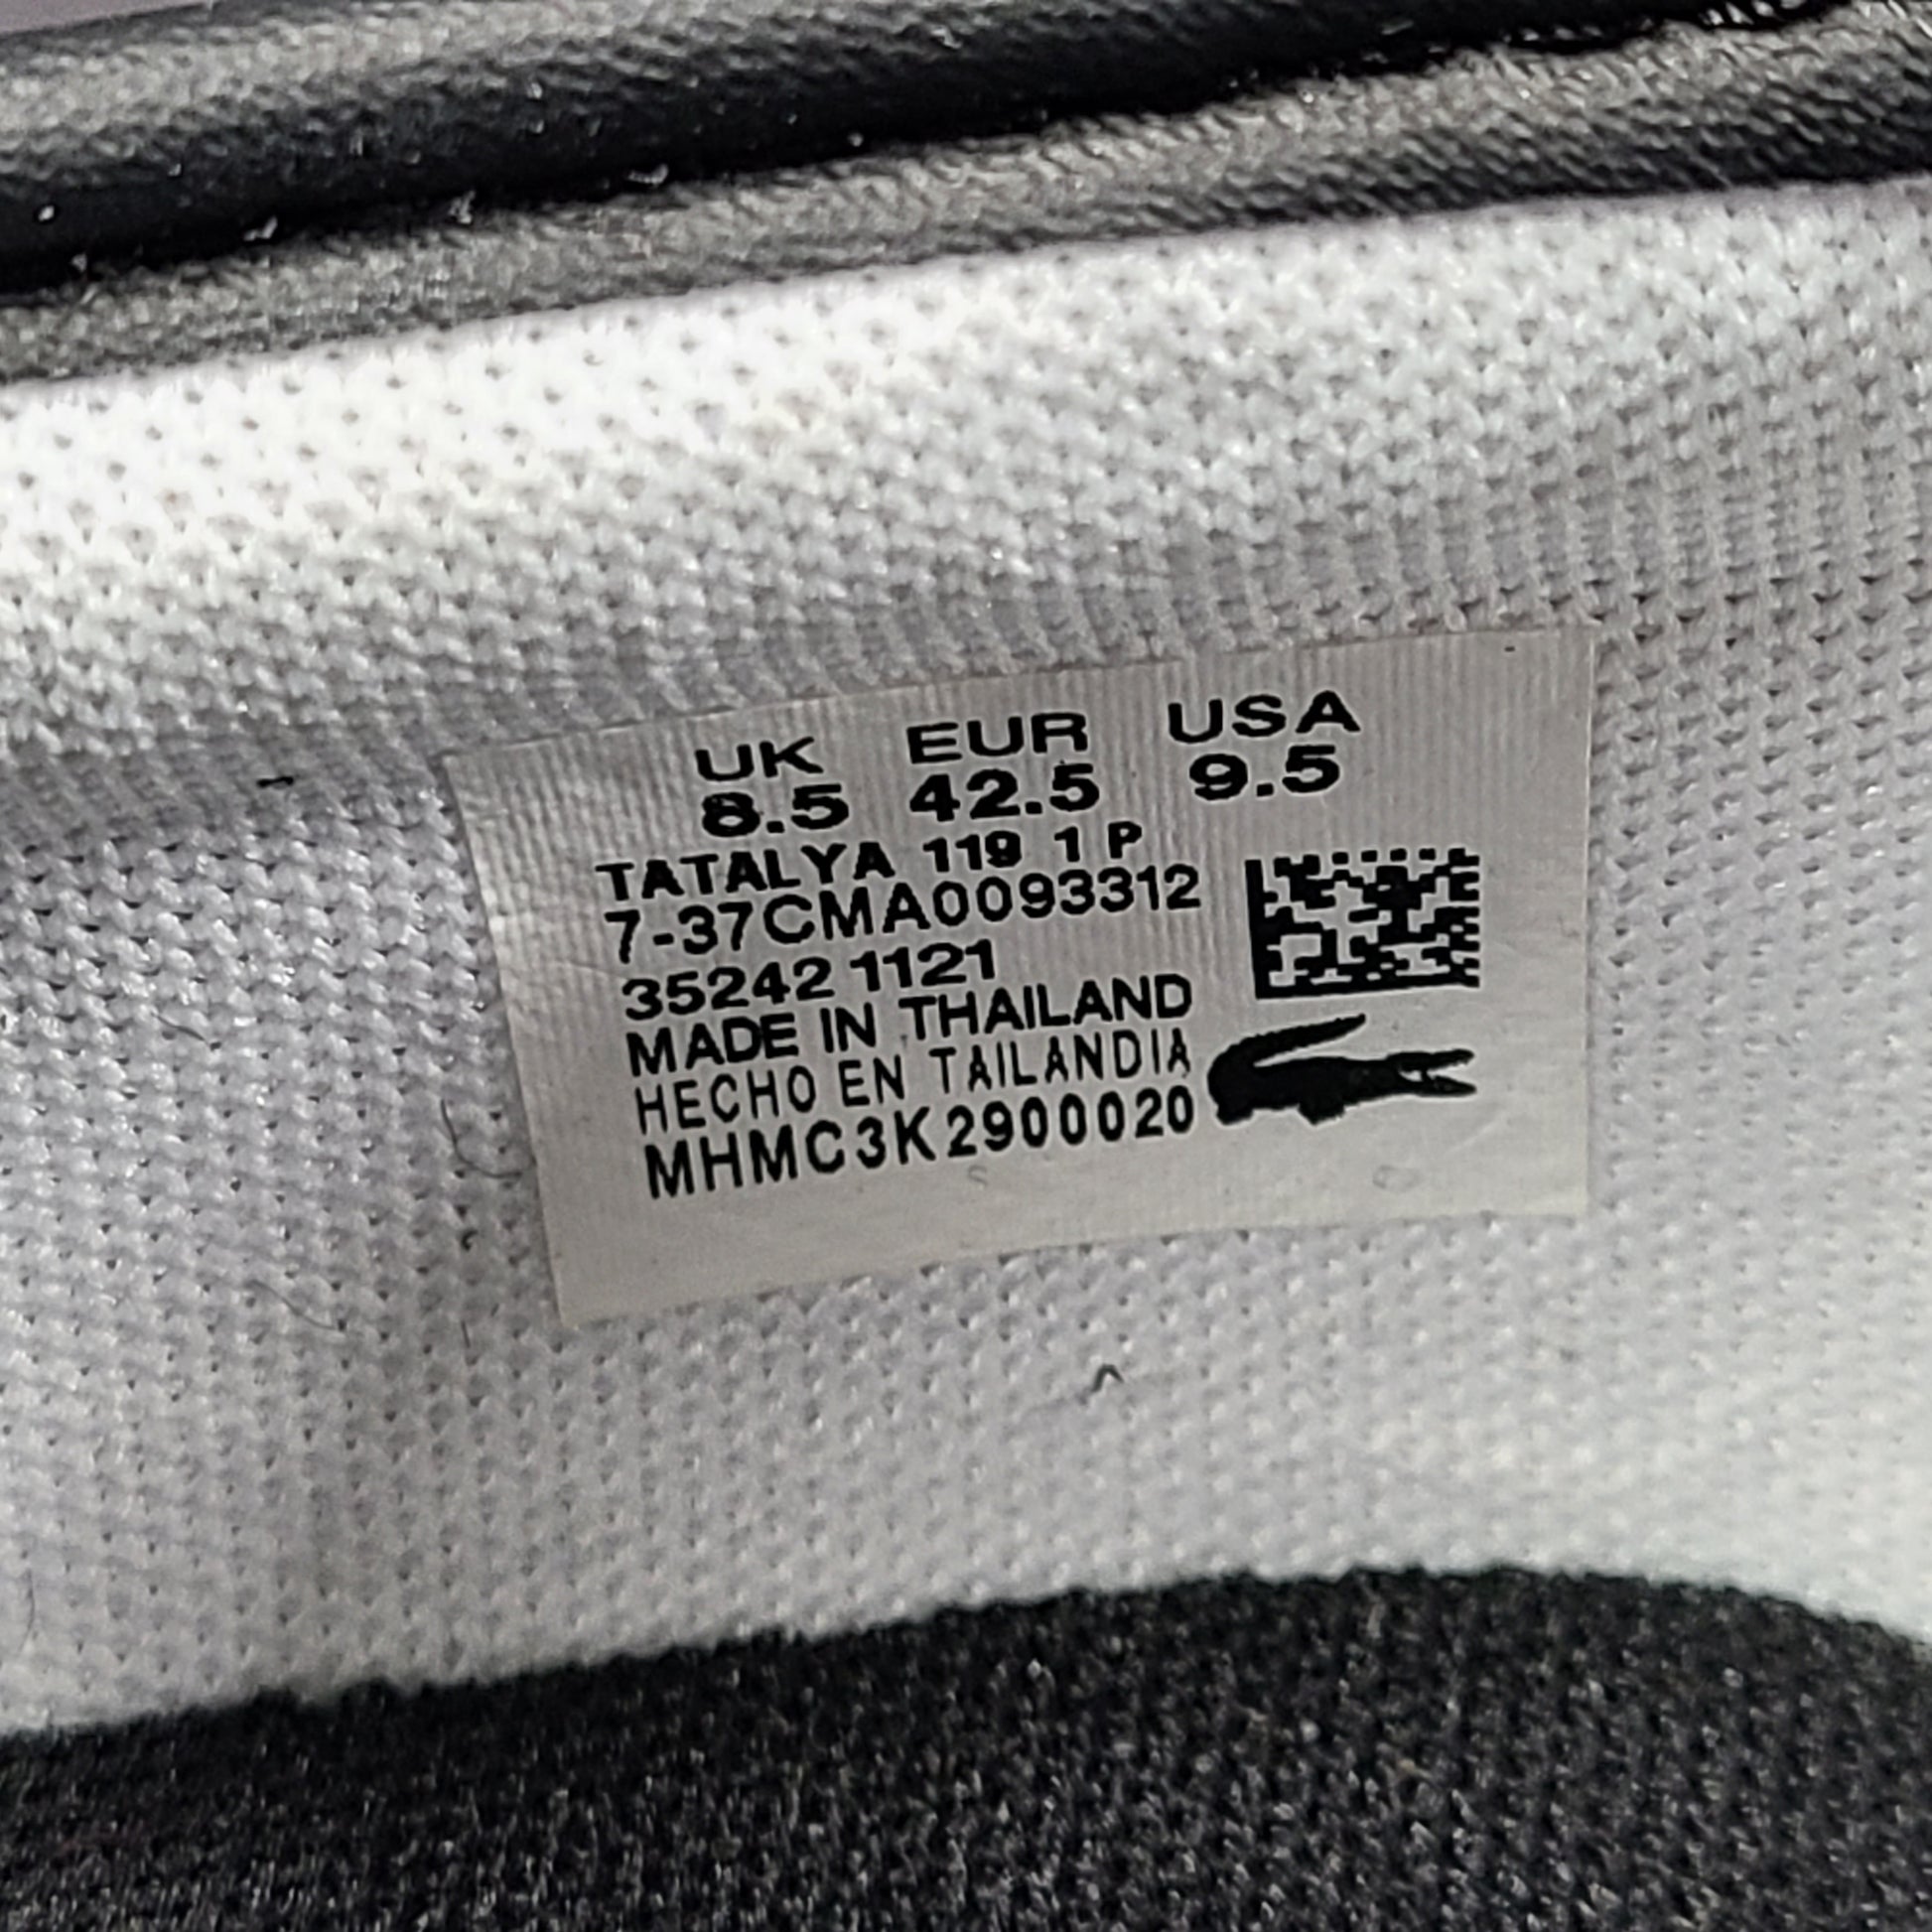 UK EUR USA
8.5 42.5 9.5
TATALYA 119 1 P
7-37CMA0093312
35242 1121
MADE IN THAILAND
HECHO EN TAILANDIA
MHMC3K2900020